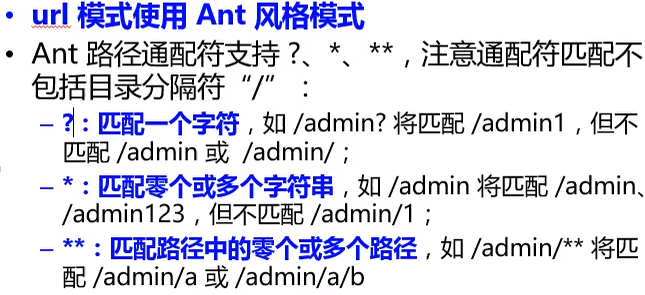 • url 模式使用 Ant 风格模式
• Ant 路径通配符支持 ?、*、**，注意通配符匹配不
包括目录分隔符“/”：
– ?：匹配一个字符，如 /admin? 将匹配 /admin1，但不
匹配 /admin 或 /admin/；
– *：匹配零个或多个字符串，如 /admin 将匹配 /admin、
/admin123，但不匹配 /admin/1；
– **：匹配路径中的零个或多个路径，如 /admin/** 将匹
配 /admin/a 或 /admin/a/b